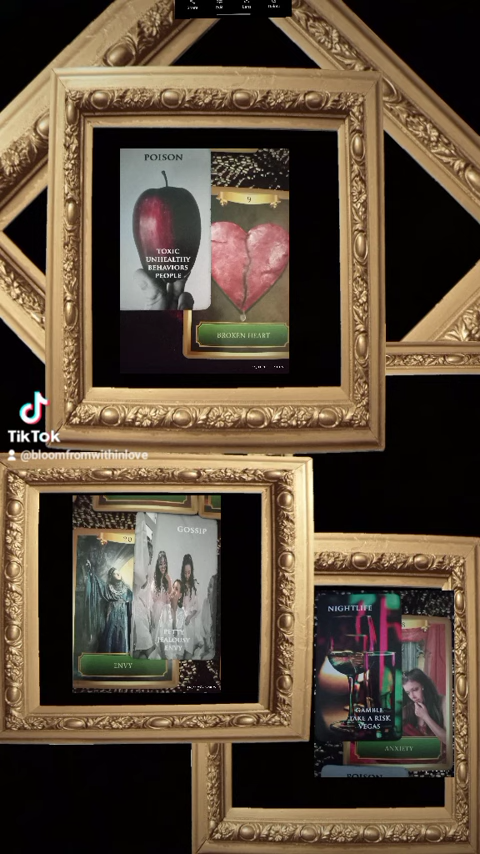 POISON
TOXIC
UNHEALTHY
BEHAVIORS
PEOPLE
9
BROKEN HEART
TikTok
@bloomfromwithinlove
20
ENVY
GOSSIP
PETTY
JEALOUSY
ENVY
NIGHTLIFE
GAMBLE
TAKE A RISK
VEGAS
ANXIETY
POISON